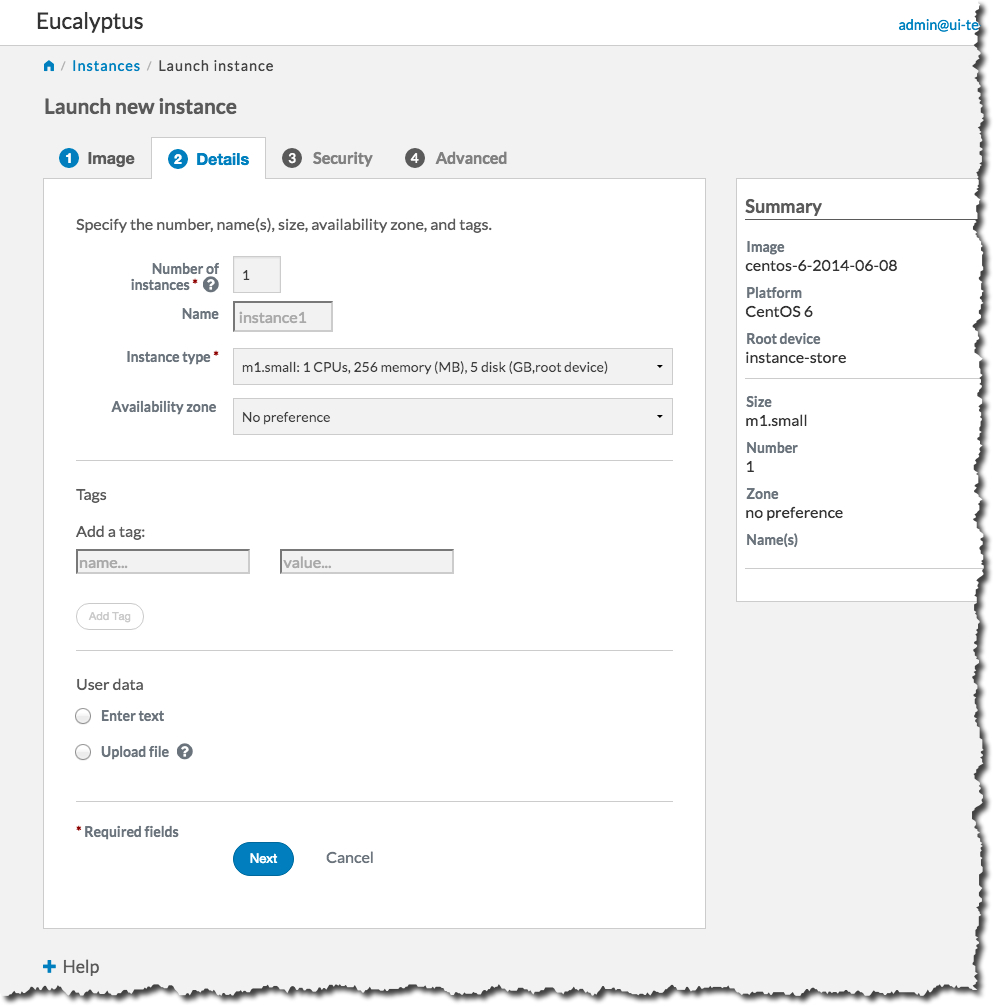 Eucalyptus
admin@ui-te
/ Instances / Launch instance
Launch new instance
1 Image
2 Details
3 Security
4 Advanced
Specify the number, name(s), size, availability zone, and tags.
Number of
instances * ?
1
Name
instance1
Instance type *
m1.small: 1 CPUs, 256 memory (MB), 5 disk (GB,root device)
Availability zone
No preference
Tags
Add a tag:
name...
value...
Add Tag
User data
Enter text
Upload file ?
* Required fields
Next
Cancel
Summary
Image
centos-6-2014-06-08
Platform
CentOS 6
Root device
instance-store
Size
m1.small
Number
1
Zone
no preference
Name(s)
+ Help